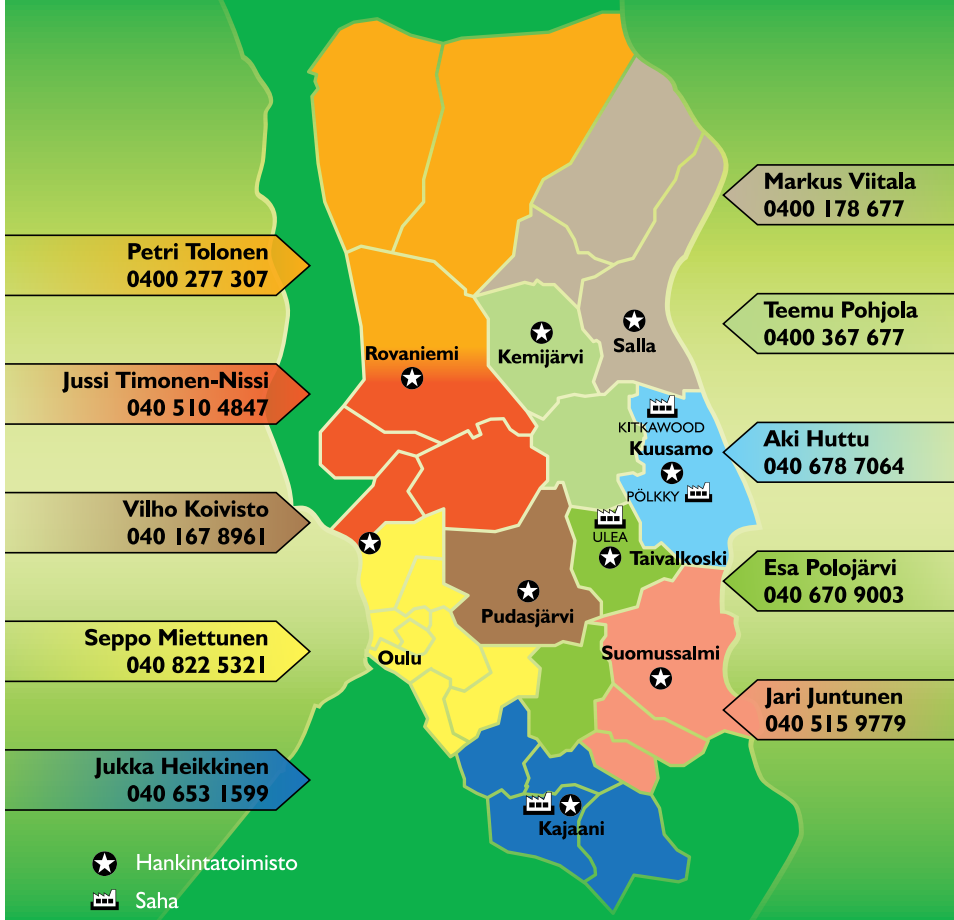 Markus Viitala
0400 178 677
Petri Tolonen
0400 277 307
Teemu Pohjola
0400 367 677
Rovaniemi
Kemijärvi
Salla
Jussi Timonen-Nissi
040 510 4847
KITKAWOOD
Kuusamo
PÖLKKY
Aki Huttu
040 678 7064
Vilho Koivisto
040 167 8961
ULEA
Taivalkoski
Esa Polojärvi
040 670 9003
Pudasjärvi
Seppo Miettunen
040 822 5321
Oulu
Suomussalmi
Jari Juntunen
040 515 9779
Jukka Heikkinen
040 653 1599
Kajaani
Hankintatoimisto
Saha